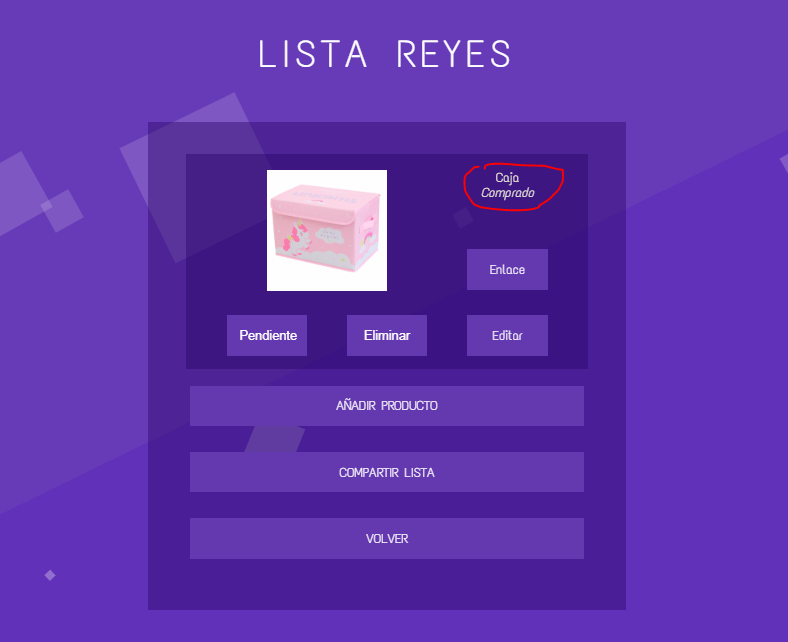 LISTA REYES
Caja
Comprado
Enlace
Pendiente
Eliminar
Editar
AÑADIR PRODUCTO
COMPARTIR LISTA
VOLVER